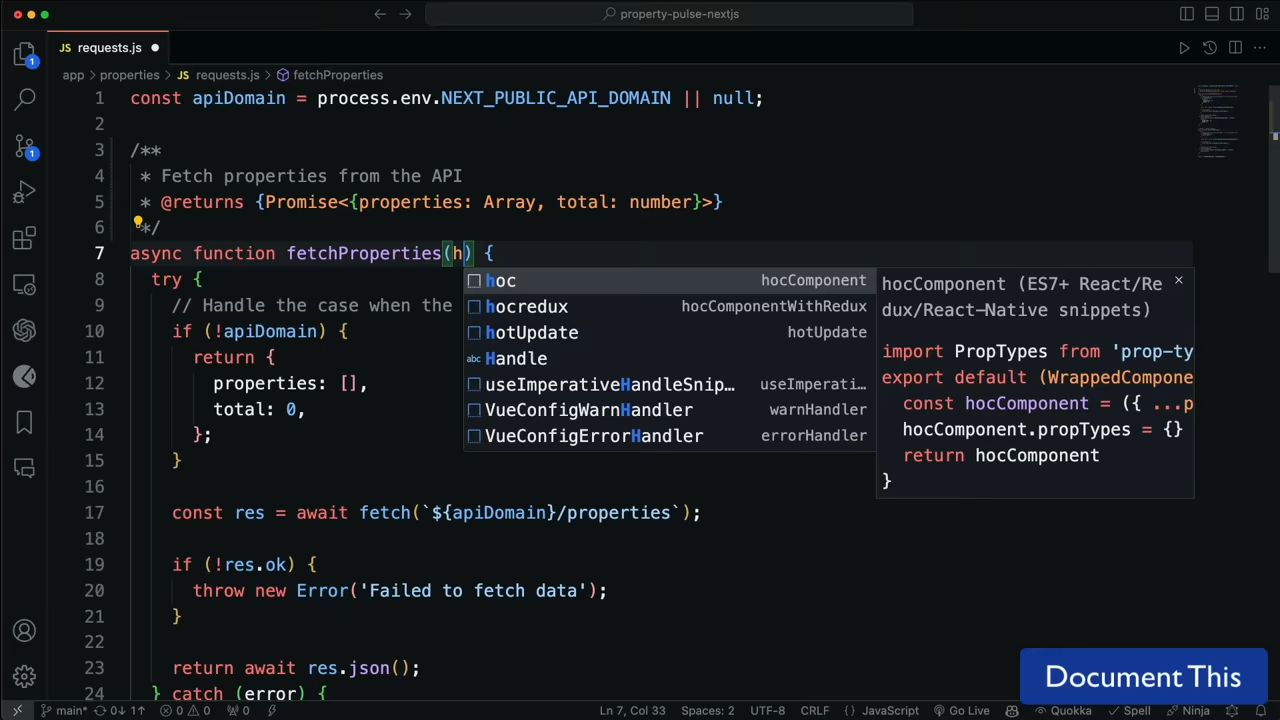 property-pulse-nextjs
JS requests.js
app > properties > JS requests.js > fetchProperties
1 const apiDomain = process.env.NEXT_PUBLIC_API_DOMAIN || null;
2
3 /**
4 * Fetch properties from the API
5 * @returns {Promise<{properties: Array, total: number}>}
6 */
7 async function fetchProperties(h) {
8 try {
9 // Handle the case when the
10 if (!apiDomain) {
11 return {
12 properties: [],
13 total: 0,
14 };
15 }
16
17 const res = await fetch(`${apiDomain}/properties`);
18
19 if (!res.ok) {
20 throw new Error('Failed to fetch data');
21 }
22
23 return await res.json();
24 } catch (error) {
hoc hocComponent
hocredux hocComponentWithRedux
hotUpdate hotUpdate
abc Handle
useImperativeHandleSnip… useImperati…
VueConfigWarnHandler warnHandler
VueConfigErrorHandler errorHandler
hocComponent (ES7+ React/Re
dux/React-Native snippets)
import PropTypes from 'prop-ty
export default (WrappedCompone
const hocComponent = ({ ...p
hocComponent.propTypes = {}
return hocComponent
}
1
1
Document This
main* 0↓ 1↑ 0 0 0 Ln 7, Col 33 Spaces: 2 UTF-8 CRLF {} JavaScript Go Live Quokka Spell Ninja